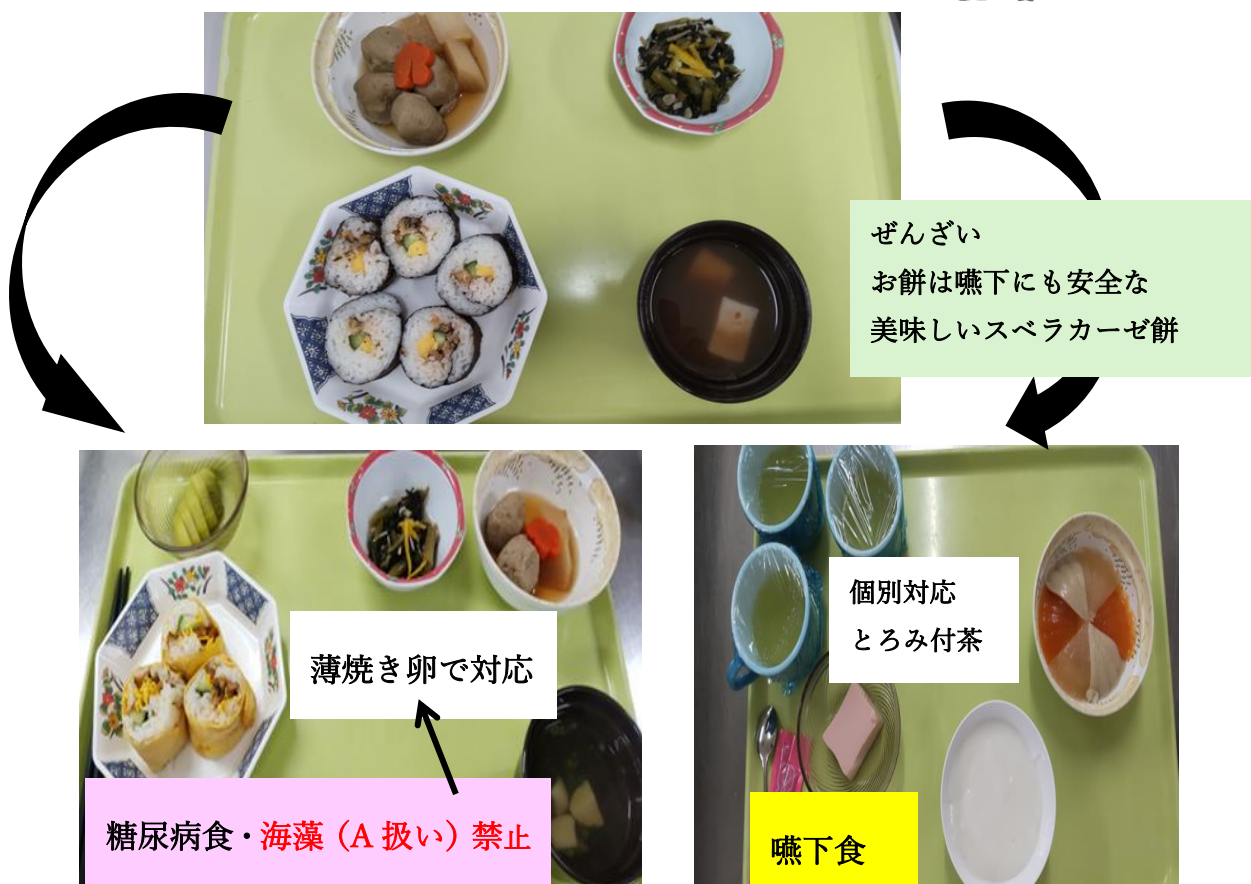 ぜんざい
お餅は嚥下にも安全な
美味しいスベラカーゼ餅
個別対応
とろみ付茶
薄焼き卵で対応
糖尿病食・海藻（A 扱い）禁止
嚥下食